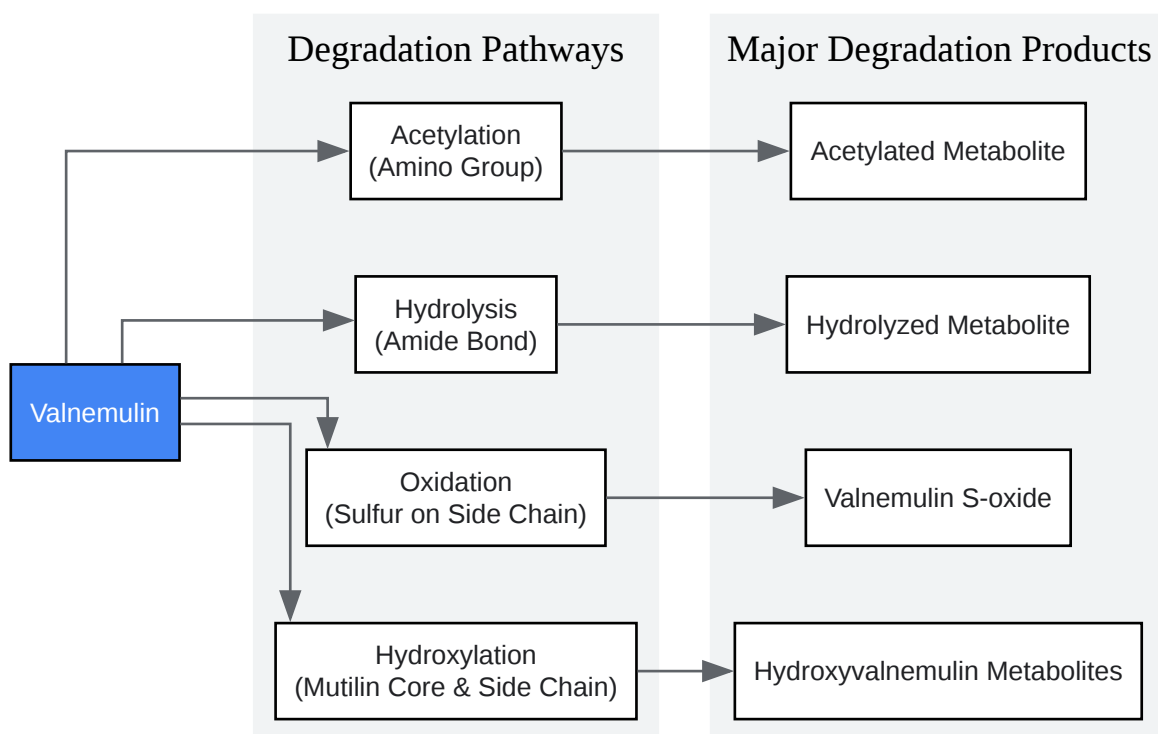 Degradation Pathways
Major Degradation Products
Acetylation
(Amino Group)
Acetylated Metabolite
Hydrolysis
(Amide Bond)
Hydrolyzed Metabolite
Valnemulin
Oxidation
(Sulfur on Side Chain)
Valnemulin S-oxide
Hydroxylation
(Mutilin Core & Side Chain)
Hydroxyvalnemulin Metabolites